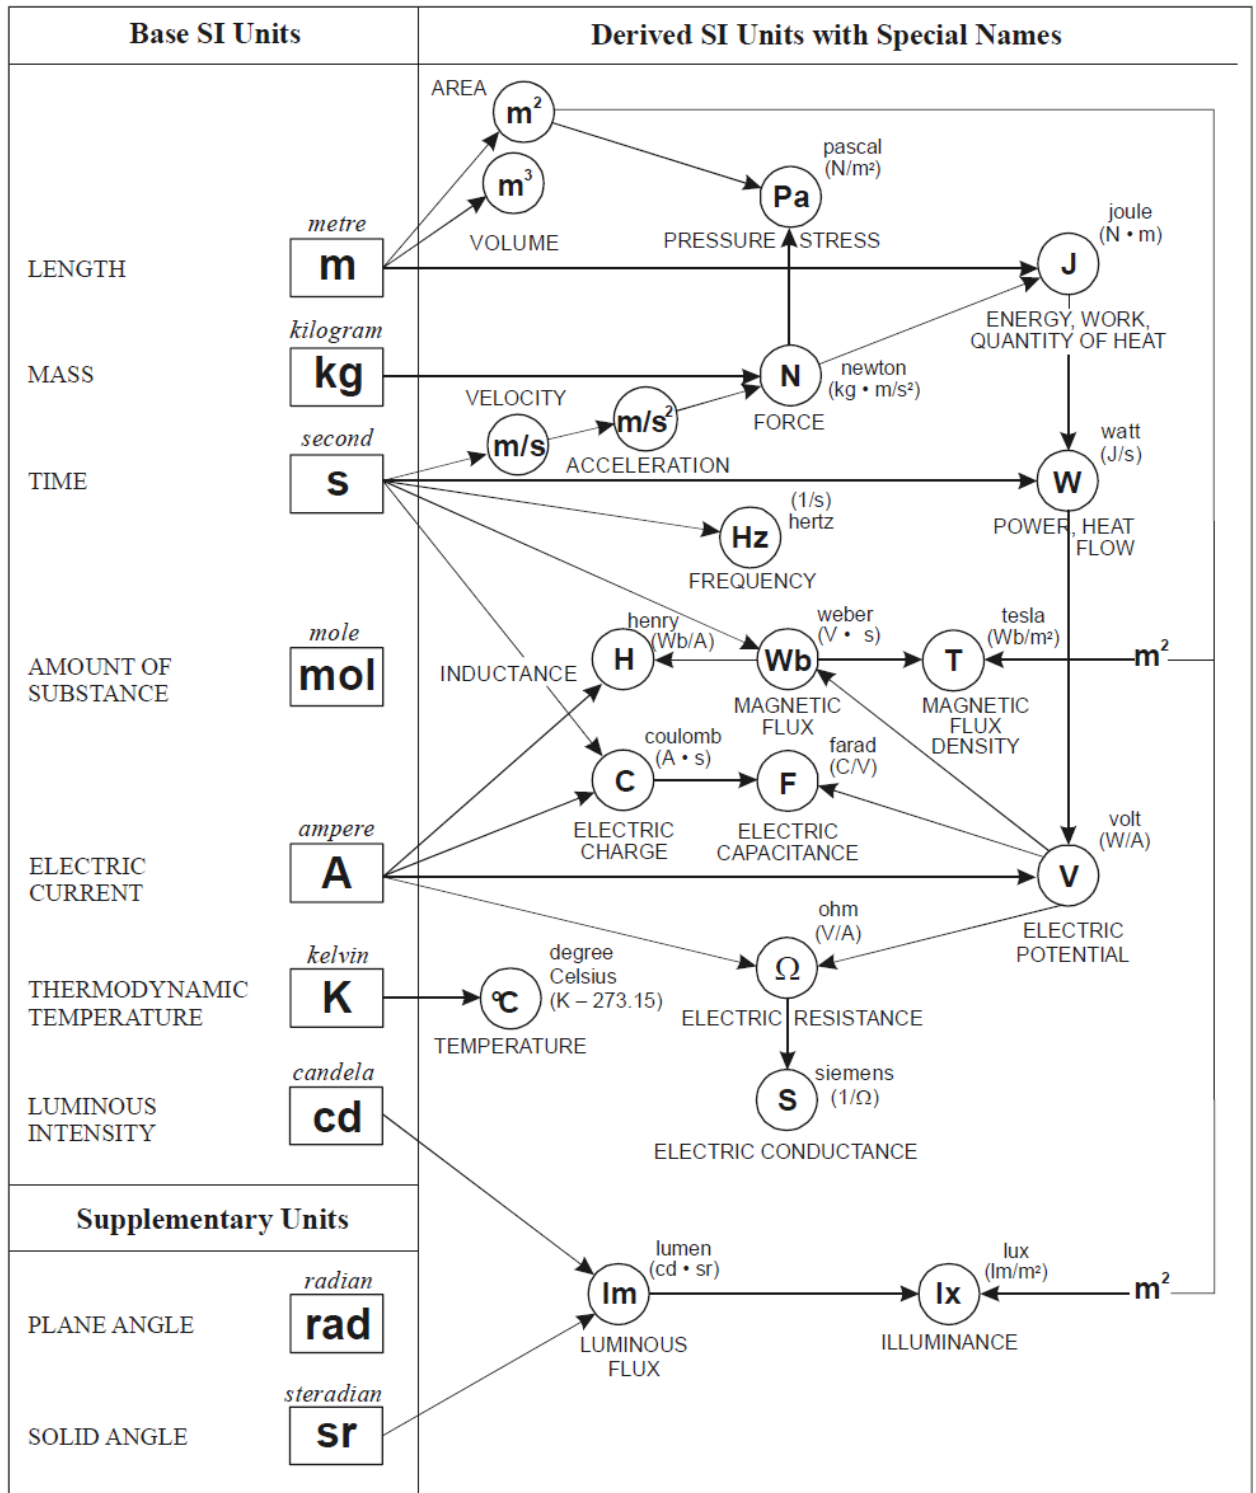 Base SI Units
Derived SI Units with Special Names
AREA
m²
pascal
(N/m²)
Pa
m³
VOLUME
PRESSURE STRESS
metre
LENGTH
m
joule
(N • m)
J
ENERGY, WORK,
QUANTITY OF HEAT
kilogram
MASS
kg
N
newton
(kg • m/s²)
FORCE
VELOCITY
m/s
m/s²
ACCELERATION
second
TIME
s
watt
(J/s)
W
POWER, HEAT
FLOW
(1/s)
hertz
Hz
FREQUENCY
mole
AMOUNT OF
SUBSTANCE
mol
henry
(Wb/A)
H
INDUCTANCE
weber
(V • s)
Wb
MAGNETIC
FLUX
tesla
(Wb/m²)
T
MAGNETIC
FLUX
DENSITY
m²
coulomb
(A • s)
C
ELECTRIC
CHARGE
farad
(C/V)
F
ELECTRIC
CAPACITANCE
ampere
ELECTRIC
CURRENT
A
volt
(W/A)
V
ELECTRIC
POTENTIAL
ohm
(V/A)
Ω
ELECTRIC RESISTANCE
kelvin
THERMODYNAMIC
TEMPERATURE
K
degree
Celsius
(K – 273.15)
°C
TEMPERATURE
siemens
(1/Ω)
S
ELECTRIC CONDUCTANCE
candela
LUMINOUS
INTENSITY
cd
Supplementary Units
radian
PLANE ANGLE
rad
lumen
(cd • sr)
lm
LUMINOUS
FLUX
lux
(lm/m²)
lx
ILLUMINANCE
m²
steradian
SOLID ANGLE
sr